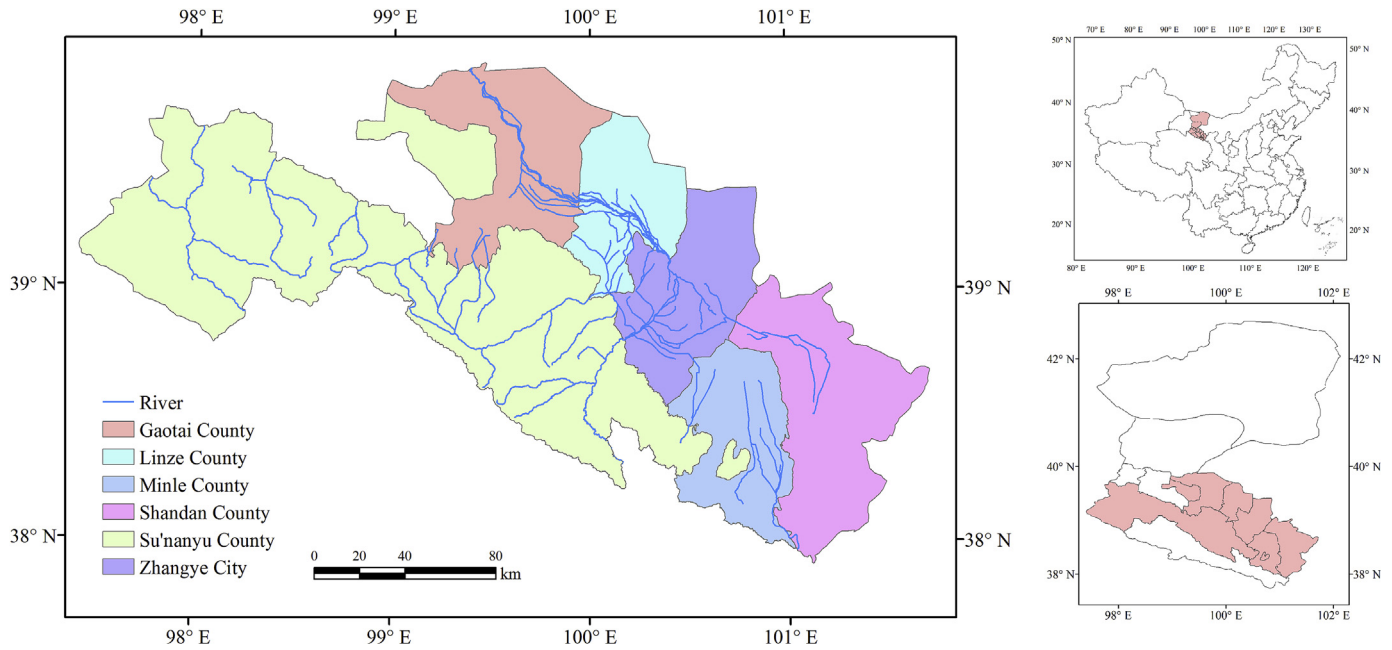 98° E 99° E 100° E 101° E
39° N 39° N
38° N 38° N
98° E 99° E 100° E 101° E
River
Gaotai County
Linze County
Minle County
Shandan County
Su'nanyu County
Zhangye City
0 20 40 80
km
70° E 80° E 90° E 100° E 110° E 120° E 130° E
50° N 50° N
40° N 40° N
30° N 30° N
20° N 20° N
80° E 90° E 100° E 110° E 120° E
98° E 100° E 102° E
42° N 42° N
40° N 40° N
38° N 38° N
98° E 100° E 102° E